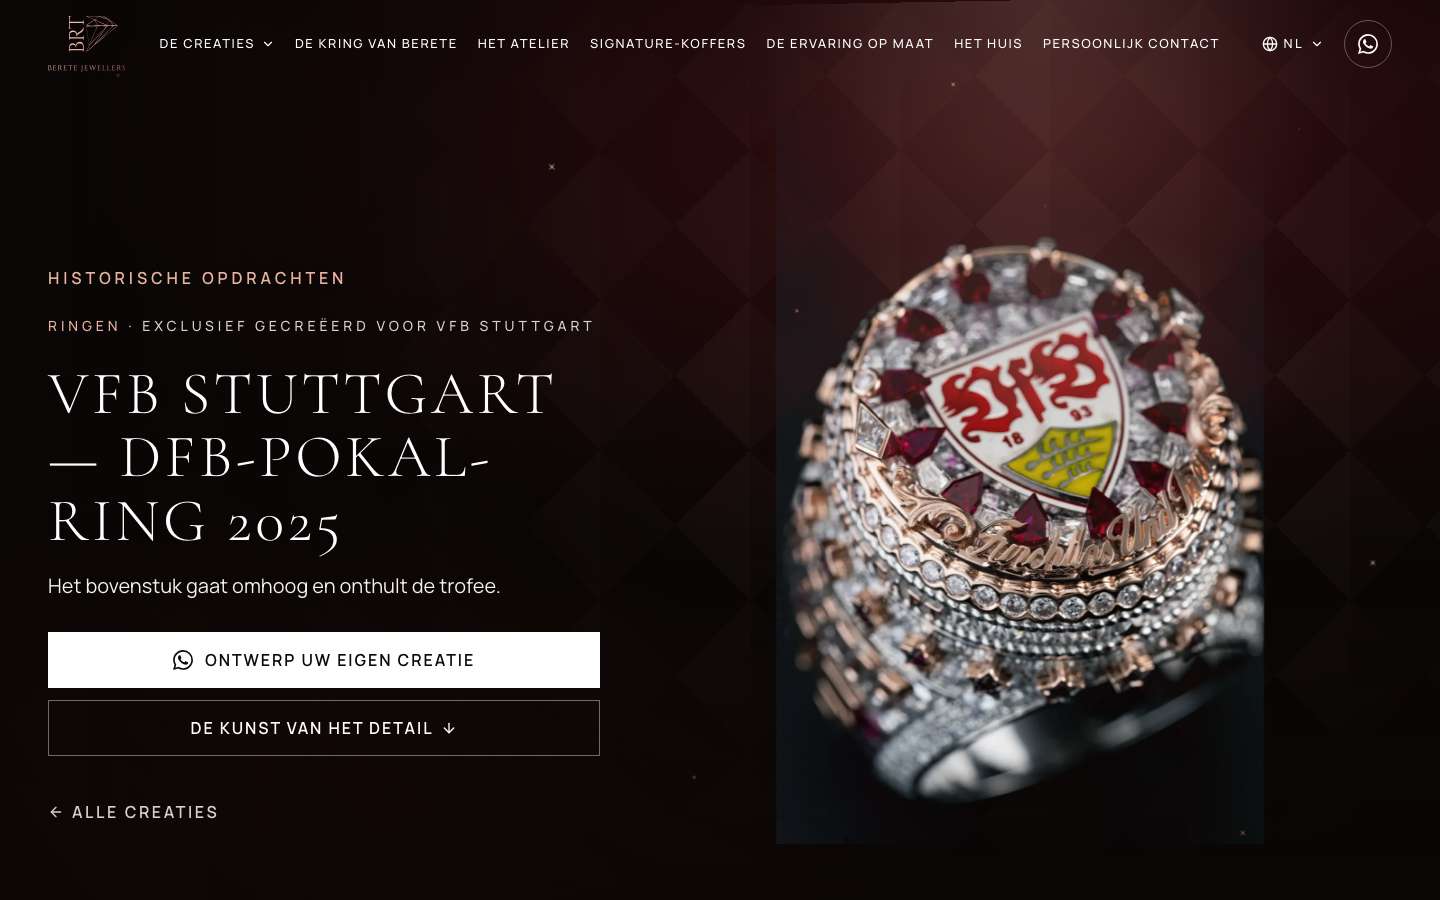 BRT
BERETE JEWELLERS
DE CREATIES
DE KRING VAN BERETE
HET ATELIER
SIGNATURE-KOFFERS
DE ERVARING OP MAAT
HET HUIS
PERSOONLIJK CONTACT
NL
HISTORISCHE OPDRACHTEN
RINGEN · EXCLUSIEF GECREËERD VOOR VFB STUTTGART
VFB STUTTGART
— DFB-POKAL-
RING 2025
Het bovenstuk gaat omhoog en onthult de trofee.
ONTWERP UW EIGEN CREATIE
DE KUNST VAN HET DETAIL ↓
← ALLE CREATIES
VfB
18 93
Furchtlos Und